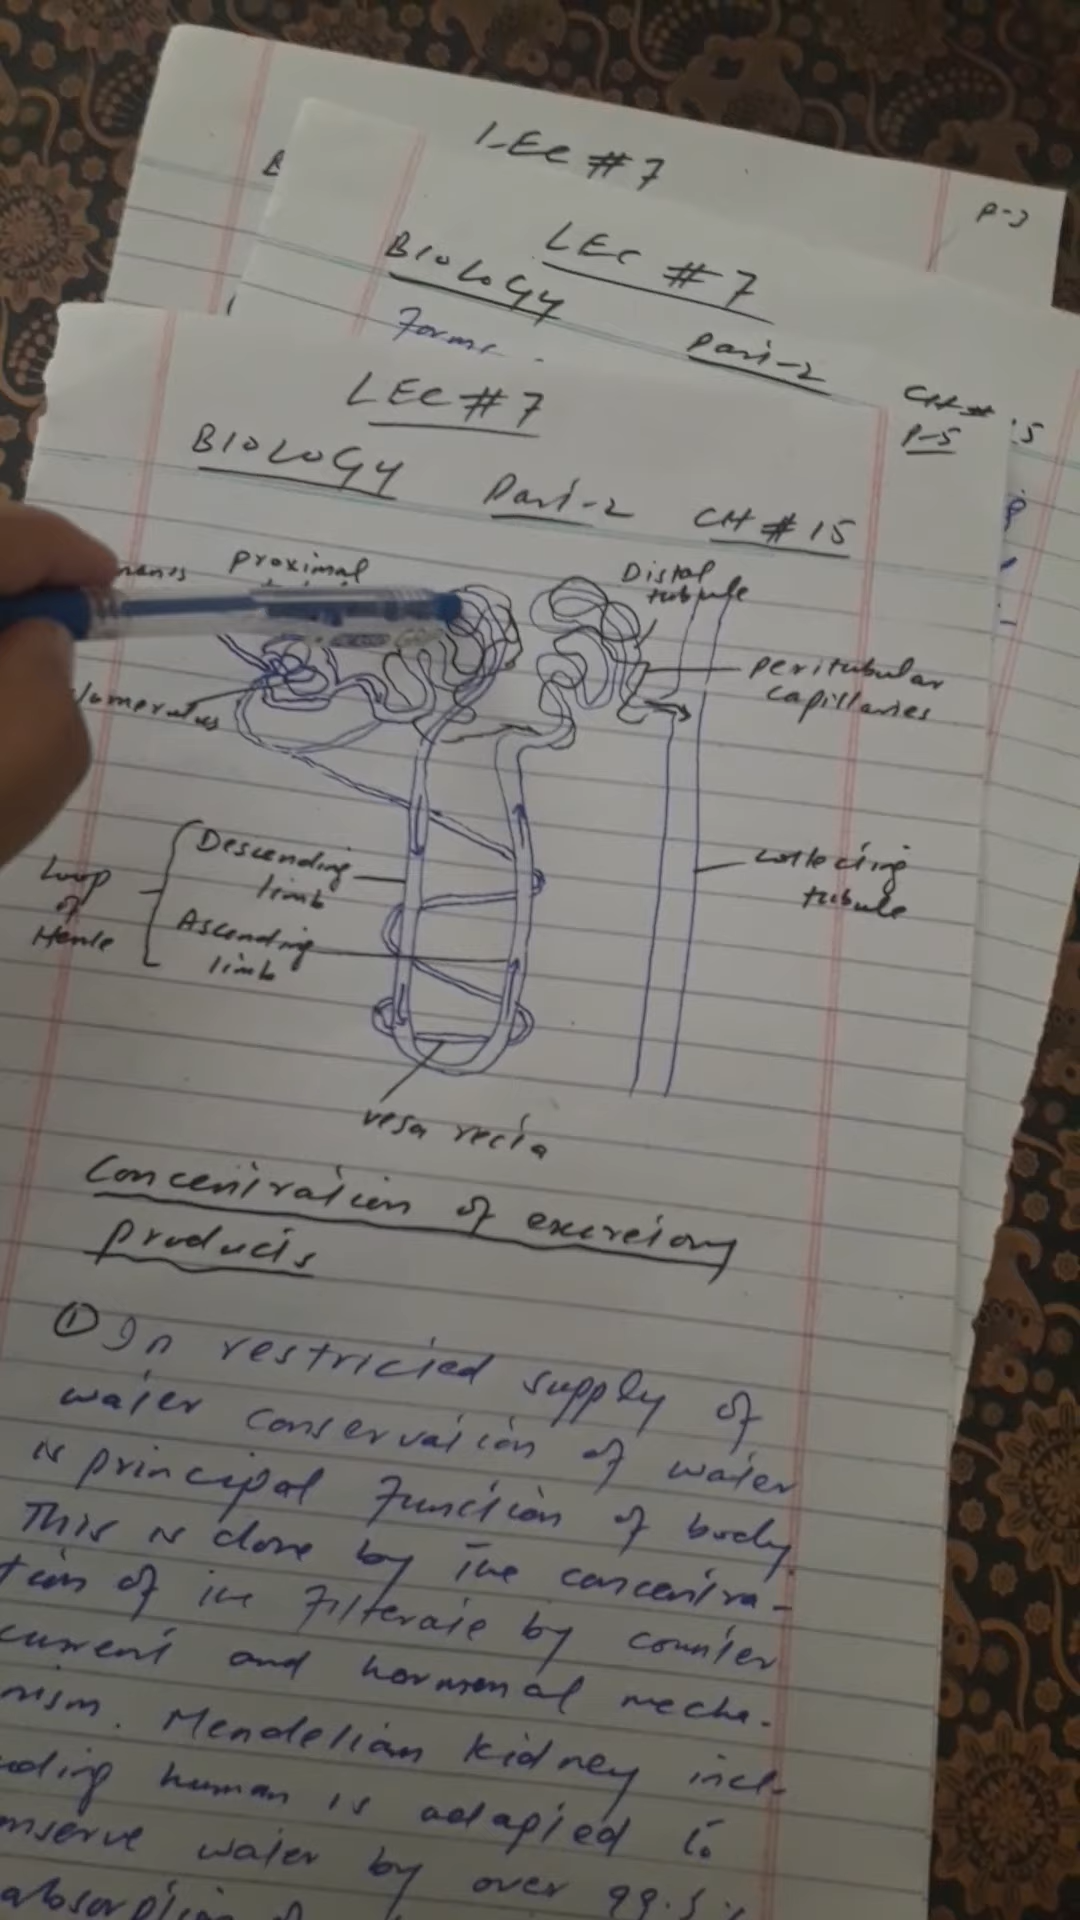 LEC # 7
P-3
LEC # 7
BIOLOGY
Part-2
CH # 15
P-5
LEC # 7
BIOLOGY Part-2 CH # 15
proximal
Distal
tubule
peritubular
capillaries
Loop
of
Henle
Descending
limb
Ascending
limb
collecting
tubule
vesa recta
Concentration of excretory
products
① In restricted supply of
water conservation of water
is principal function of body.
This is done by the concentra-
tion of the filterate by counter
current and hormonal mecha-
nism. Mendelian kidney incl-
uding human is adapted to
conserve water by over 99.5
absorption